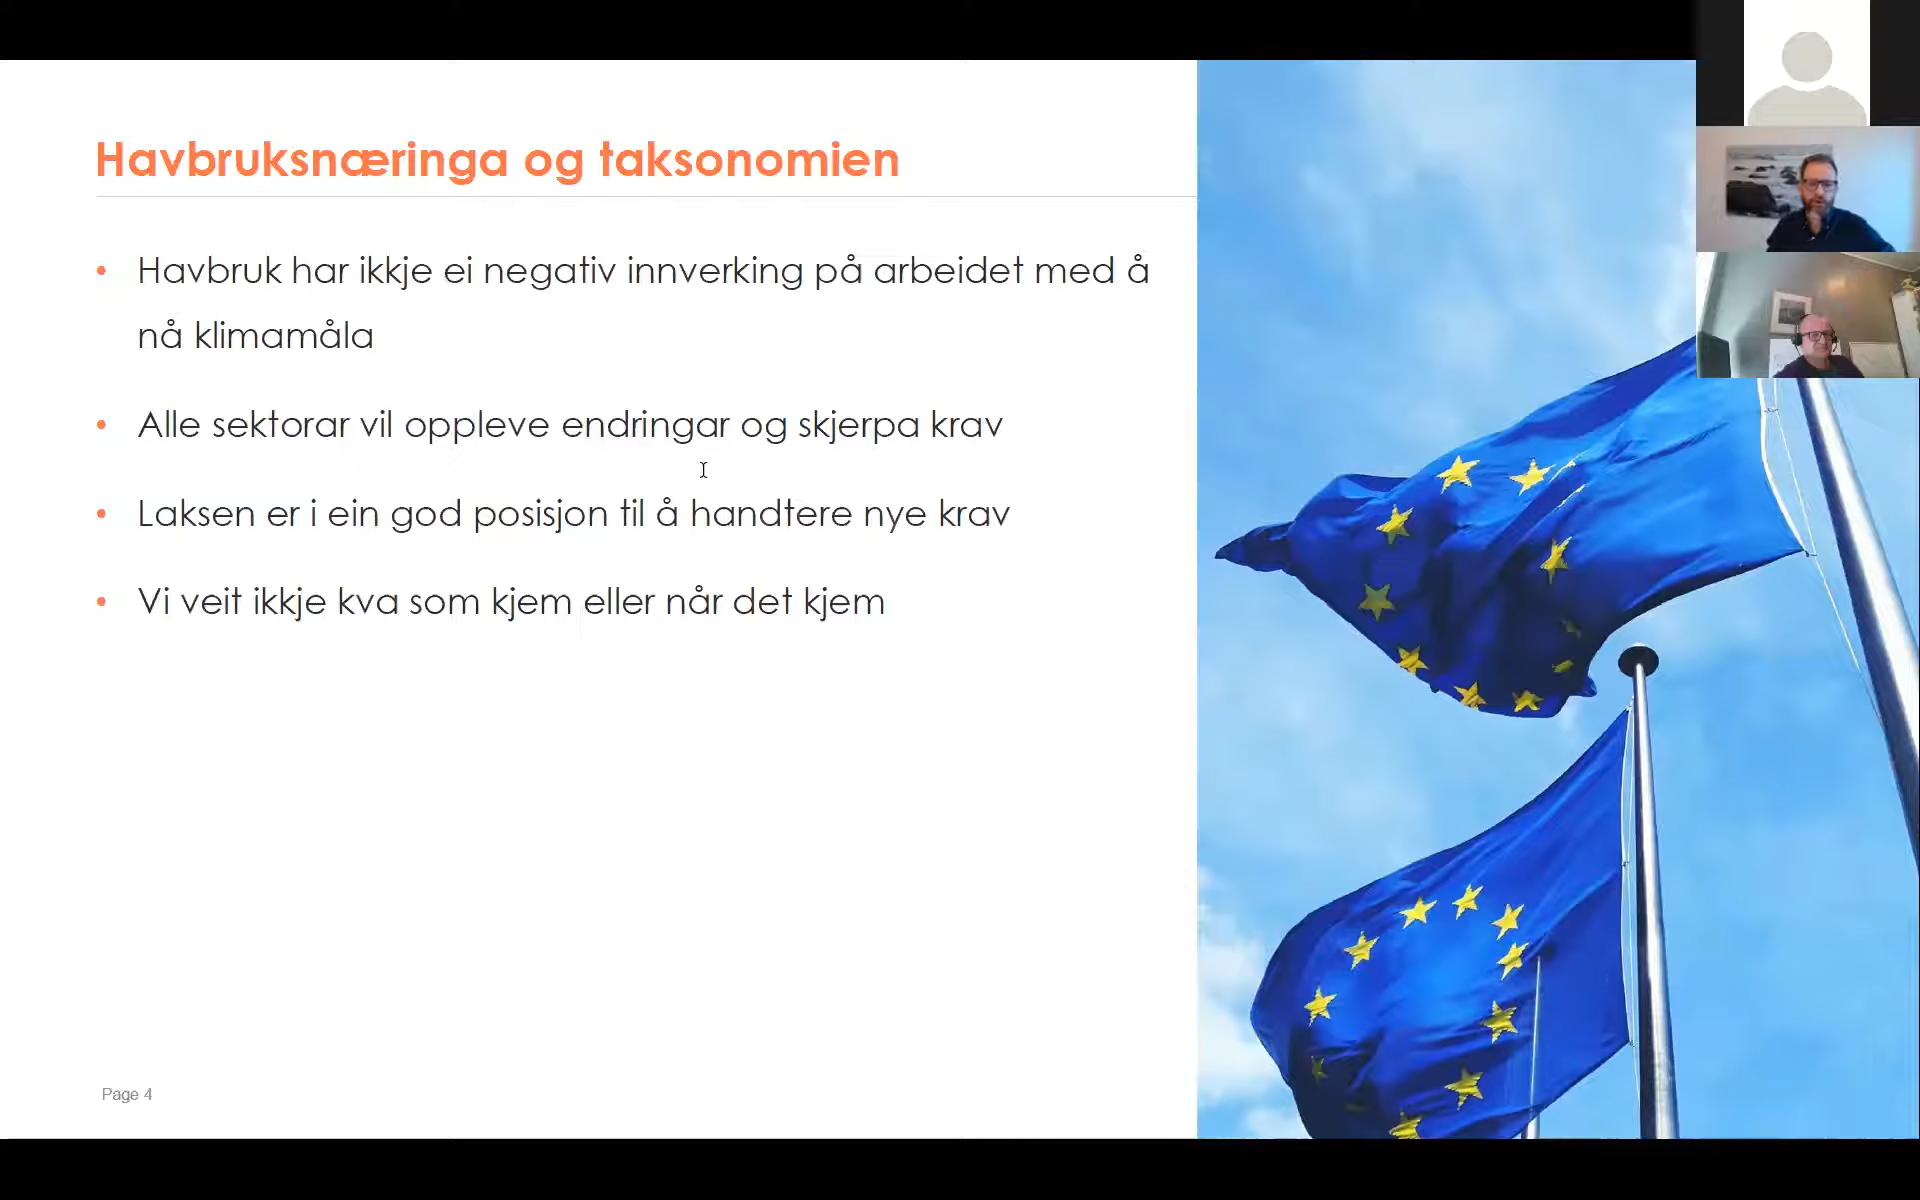 Havbruksnæringa og taksonomien
• Havbruk har ikkje ei negativ innverking på arbeidet med å
nå klimamåla
• Alle sektorar vil oppleve endringar og skjerpa krav
• Laksen er i ein god posisjon til å handtere nye krav
• Vi veit ikkje kva som kjem eller når det kjem
Page 4